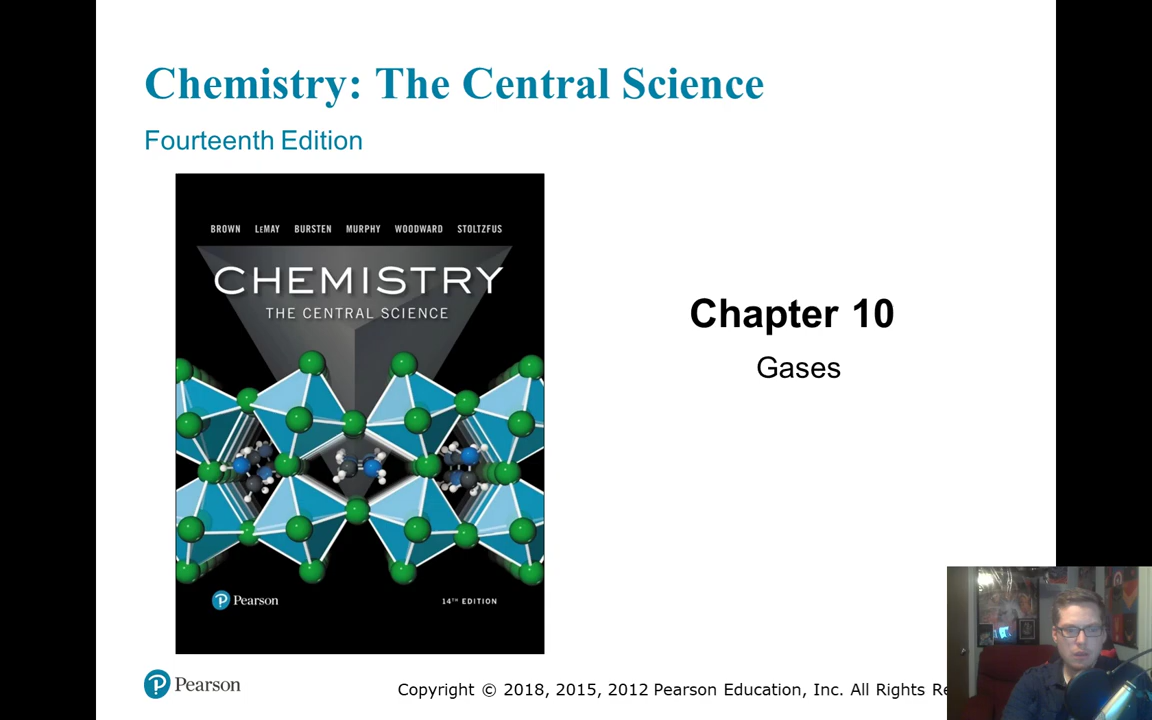 Chemistry: The Central Science
Fourteenth Edition
BROWN LEMAY BURSTEN MURPHY WOODWARD STOLTZFUS
CHEMISTRY
THE CENTRAL SCIENCE
Pearson
14TH EDITION
Chapter 10
Gases
Pearson
Copyright © 2018, 2015, 2012 Pearson Education, Inc. All Rights